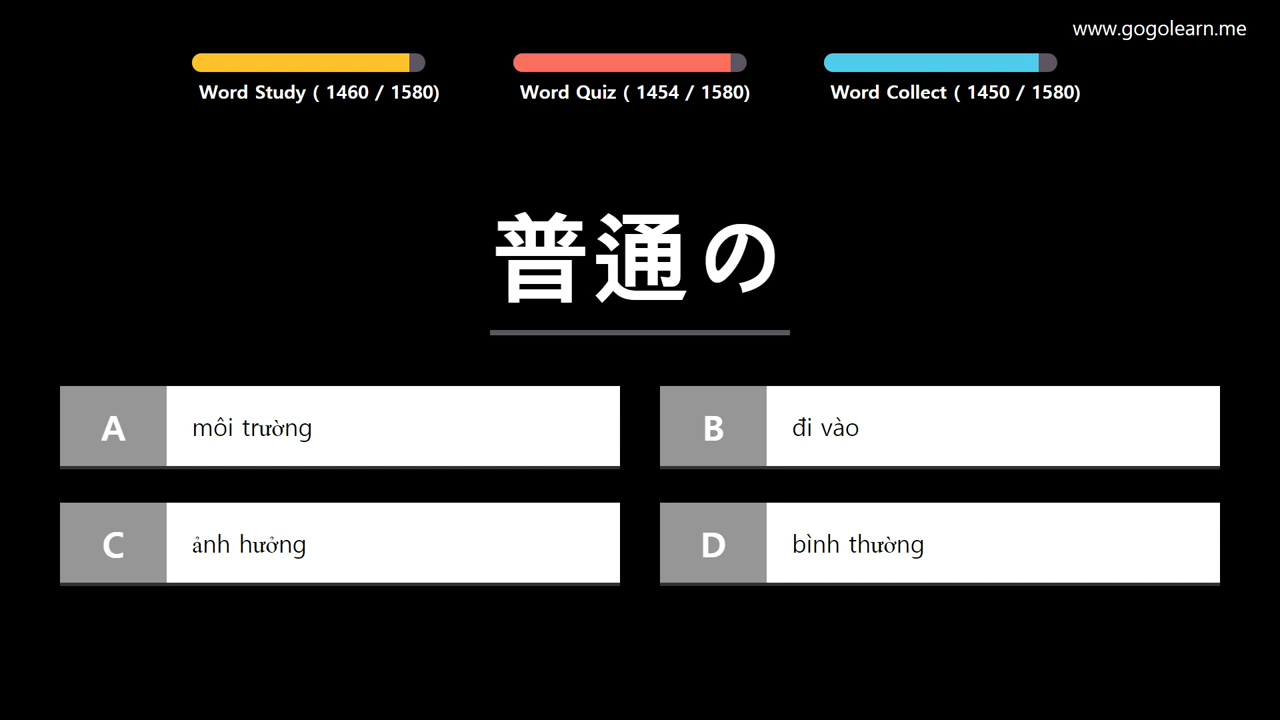 www.gogolearn.me
Word Study ( 1460 / 1580)
Word Quiz ( 1454 / 1580)
Word Collect ( 1450 / 1580)
普通の
A môi trường
B đi vào
C ảnh hưởng
D bình thường